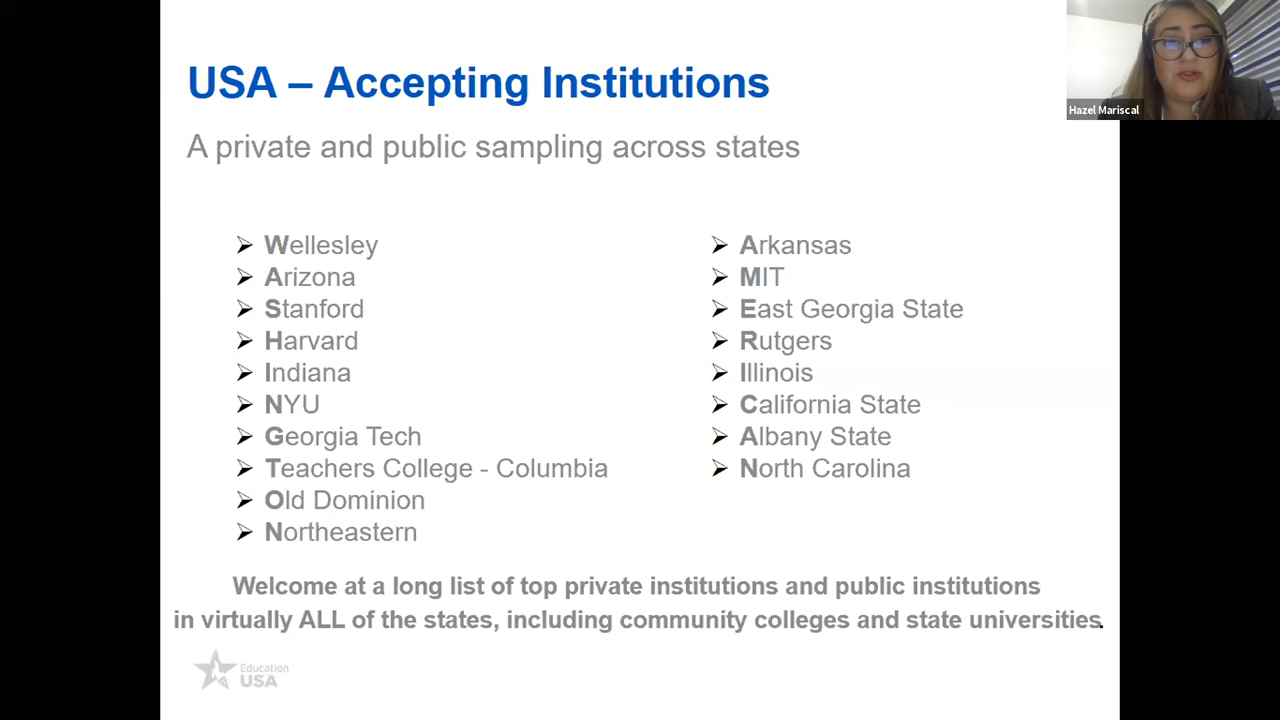 USA – Accepting Institutions
A private and public sampling across states
Wellesley
Arizona
Stanford
Harvard
Indiana
NYU
Georgia Tech
Teachers College - Columbia
Old Dominion
Northeastern
Arkansas
MIT
East Georgia State
Rutgers
Illinois
California State
Albany State
North Carolina
Welcome at a long list of top private institutions and public institutions
in virtually ALL of the states, including community colleges and state universities.
Education
USA
Hazel Mariscal